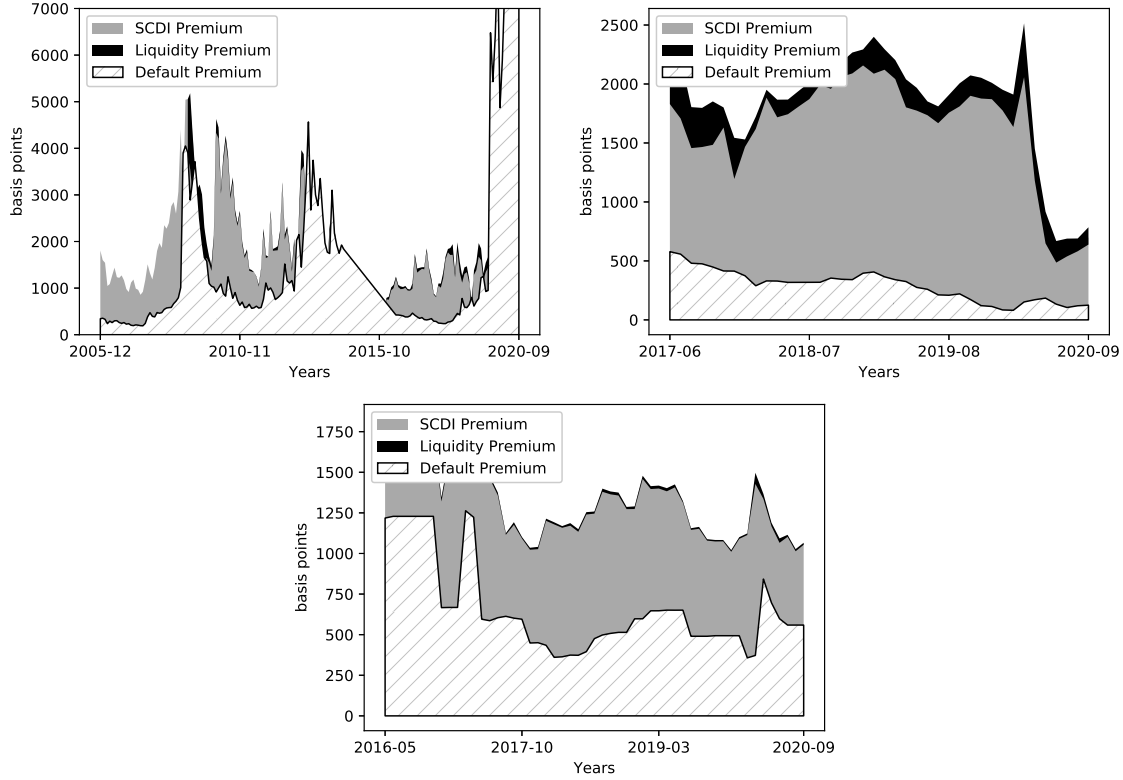 7000
6000
5000
4000
3000
2000
1000
0
basis points
SCDI Premium
Liquidity Premium
Default Premium
2005-12
2010-11
2015-10
2020-09
Years
2500
2000
1500
1000
500
0
basis points
SCDI Premium
Liquidity Premium
Default Premium
2017-06
2018-07
2019-08
2020-09
Years
1750
1500
1250
1000
750
500
250
0
basis points
SCDI Premium
Liquidity Premium
Default Premium
2016-05
2017-10
2019-03
2020-09
Years